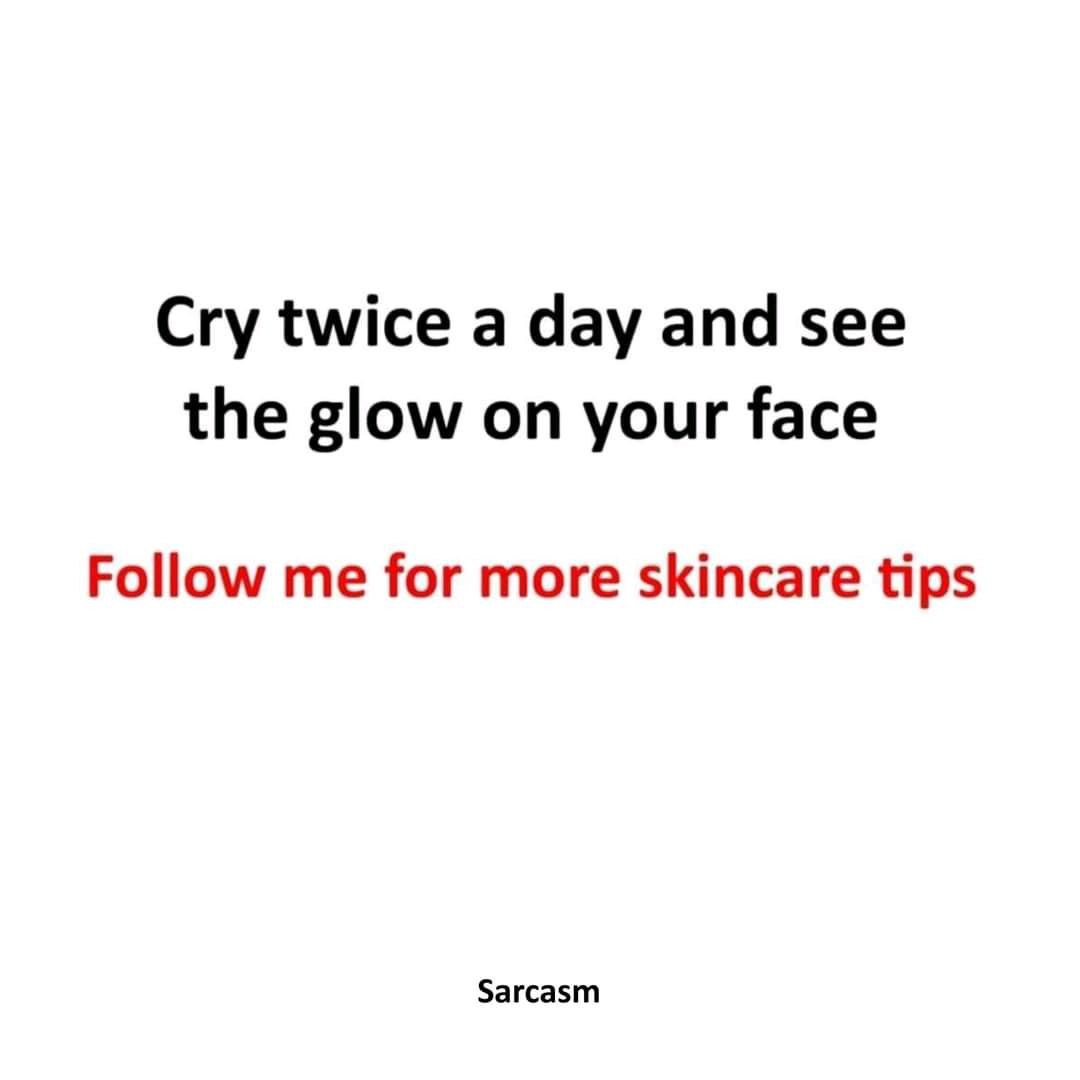 Cry twice a day and see
the glow on your face
Follow me for more skincare tips
Sarcasm